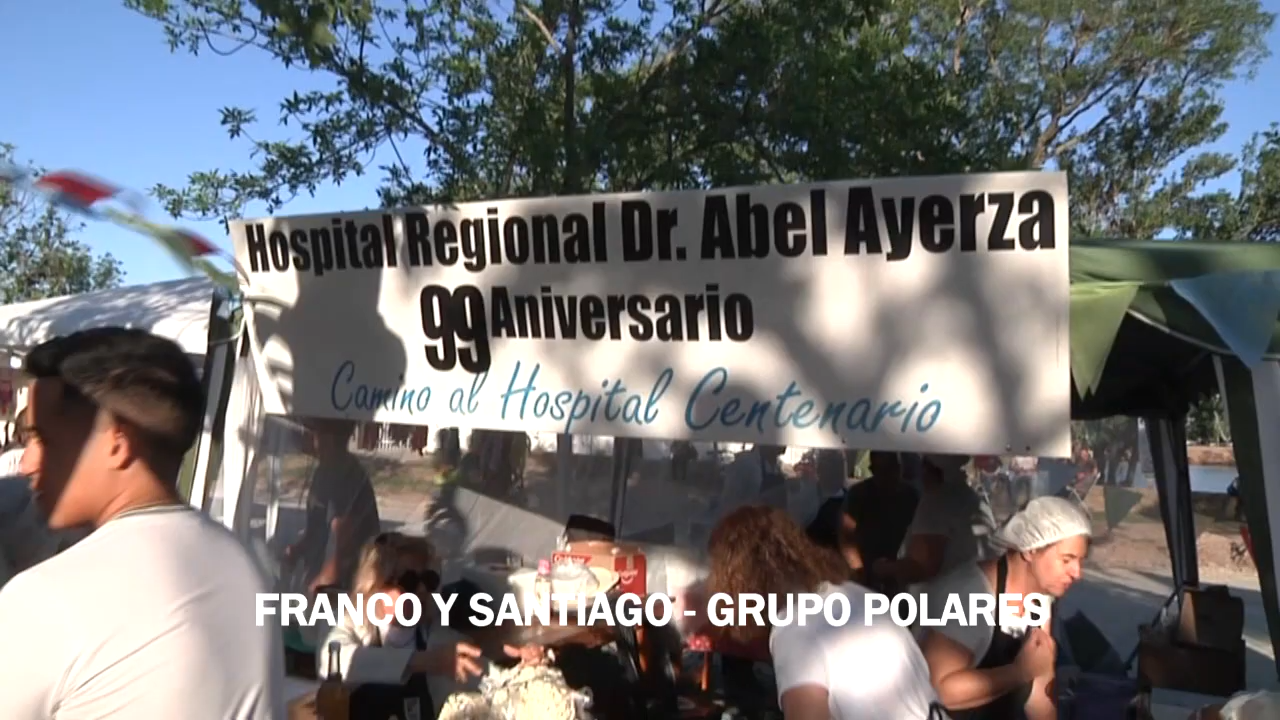 Hospital Regional Dr. Abel Ayerza
99 Aniversario
Camino al Hospital Centenario
FRANCO Y SANTIAGO - GRUPO POLARES